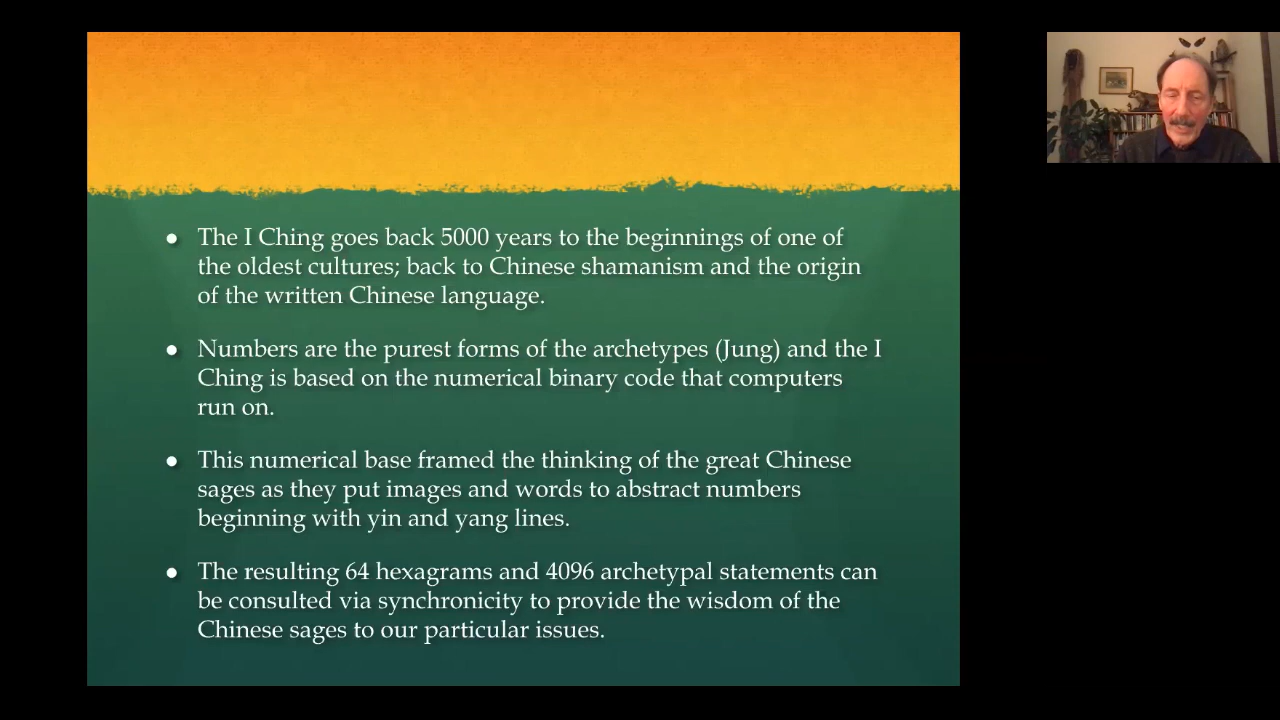 ● The I Ching goes back 5000 years to the beginnings of one of
the oldest cultures; back to Chinese shamanism and the origin
of the written Chinese language.
● Numbers are the purest forms of the archetypes (Jung) and the I
Ching is based on the numerical binary code that computers
run on.
● This numerical base framed the thinking of the great Chinese
sages as they put images and words to abstract numbers
beginning with yin and yang lines.
● The resulting 64 hexagrams and 4096 archetypal statements can
be consulted via synchronicity to provide the wisdom of the
Chinese sages to our particular issues.